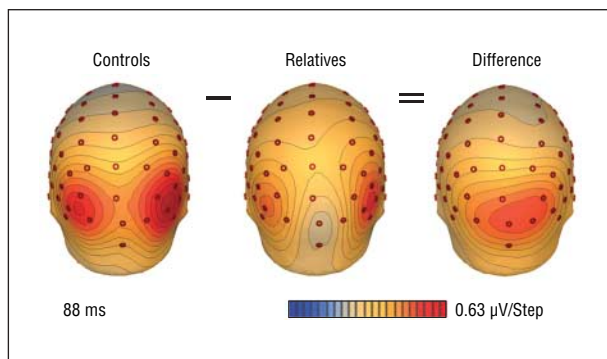 Controls
Relatives
Difference
− =
88 ms
0.63 μV/Step